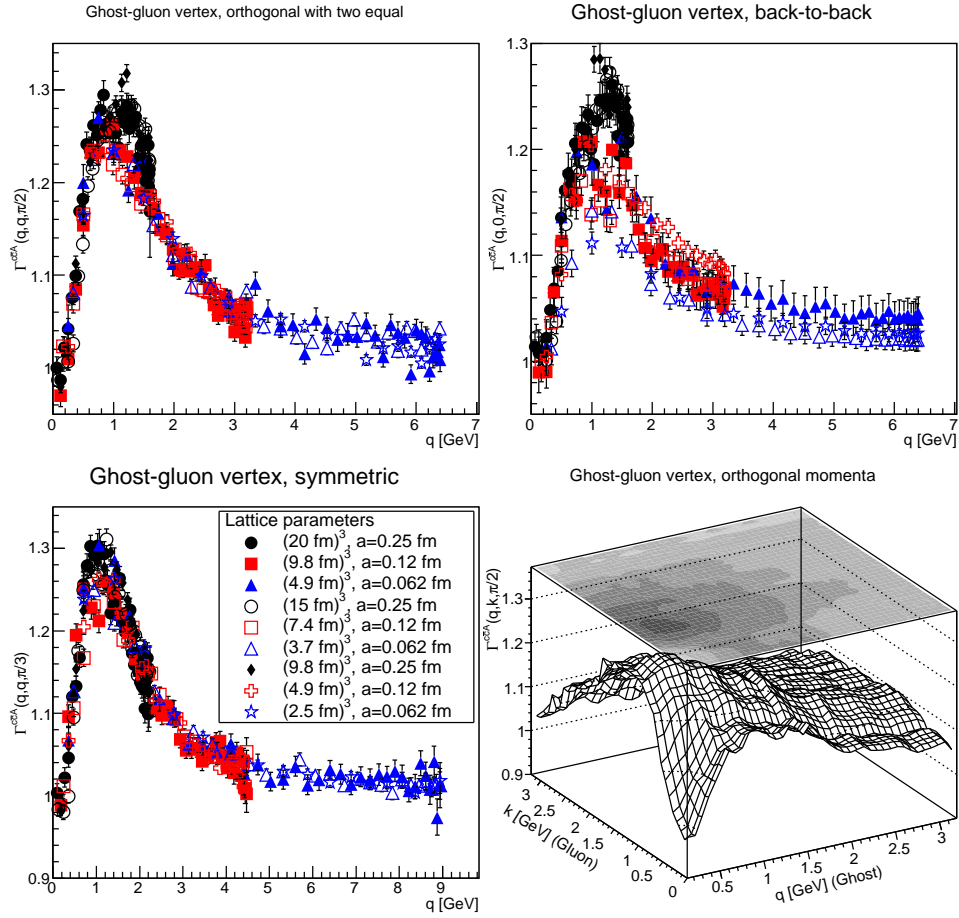 Ghost-gluon vertex, orthogonal with two equal
Γ^cc̄A(q,q,π/2)
1.3
1.2
1.1
1
0 1 2 3 4 5 6 7
q [GeV]
Ghost-gluon vertex, back-to-back
Γ^cc̄A(q,0,π/2)
1.3
1.2
1.1
1
0 1 2 3 4 5 6 7
q [GeV]
Ghost-gluon vertex, symmetric
Γ^cc̄A(q,q,π/3)
1.3
1.2
1.1
1.0
0.9
0 1 2 3 4 5 6 7 8 9
q [GeV]
Lattice parameters
(20 fm)³, a=0.25 fm
(9.8 fm)³, a=0.12 fm
(4.9 fm)³, a=0.062 fm
(15 fm)³, a=0.25 fm
(7.4 fm)³, a=0.12 fm
(3.7 fm)³, a=0.062 fm
(9.8 fm)³, a=0.25 fm
(4.9 fm)³, a=0.12 fm
(2.5 fm)³, a=0.062 fm
Ghost-gluon vertex, orthogonal momenta
Γ^cc̄A(q,k,π/2)
1.3
1.2
1.1
1
0.9
3 2.5 2 1.5 1 0.5 0
k [GeV] (Gluon)
0.5 1 1.5 2 2.5 3
q [GeV] (Ghost)